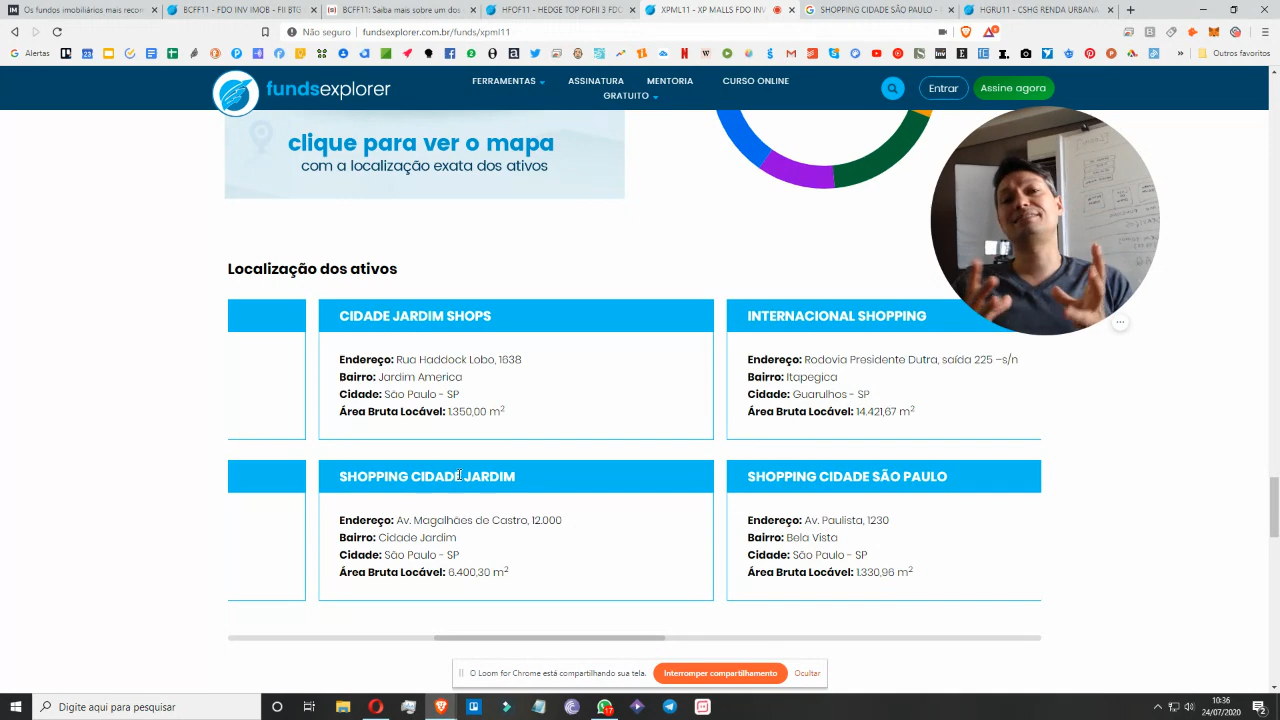 Os fundos imobiliários mais recom
BCFF11 - FDO INV IMOB - FII BTG
BCFF11: Saiba mais sobre um dos
HFOF11 - HEDGE TOP FOFII 3 FDO
XPML11 - XP MALLS FDO INV
SHOPPING CIDADE SÃO PAULO -
HGRU11 - CSHG RENDA URBANA
Não seguro
fundsexplorer.com.br/funds/xpml11
Alertas
Outros favoritos
fundsexplorer
FERRAMENTAS
ASSINATURA
MENTORIA
CURSO ONLINE
GRATUITO
Entrar
Assine agora
clique para ver o mapa
com a localização exata dos ativos
Localização dos ativos
CIDADE JARDIM SHOPS
Endereço: Rua Haddock Lobo, 1638
Bairro: Jardim America
Cidade: São Paulo - SP
Área Bruta Locável: 1.350,00 m²
INTERNACIONAL SHOPPING
Endereço: Rodovia Presidente Dutra, saída 225 –s/n
Bairro: Itapegica
Cidade: Guarulhos - SP
Área Bruta Locável: 14.421,67 m²
SHOPPING CIDADE JARDIM
Endereço: Av. Magalhães de Castro, 12.000
Bairro: Cidade Jardim
Cidade: São Paulo - SP
Área Bruta Locável: 6.400,30 m²
SHOPPING CIDADE SÃO PAULO
Endereço: Av. Paulista, 1230
Bairro: Bela Vista
Cidade: São Paulo - SP
Área Bruta Locável: 1.330,96 m²
O Loom for Chrome está compartilhando sua tela.
Interromper compartilhamento
Ocultar
Digite aqui para pesquisar
17
10:36
24/07/2020
2